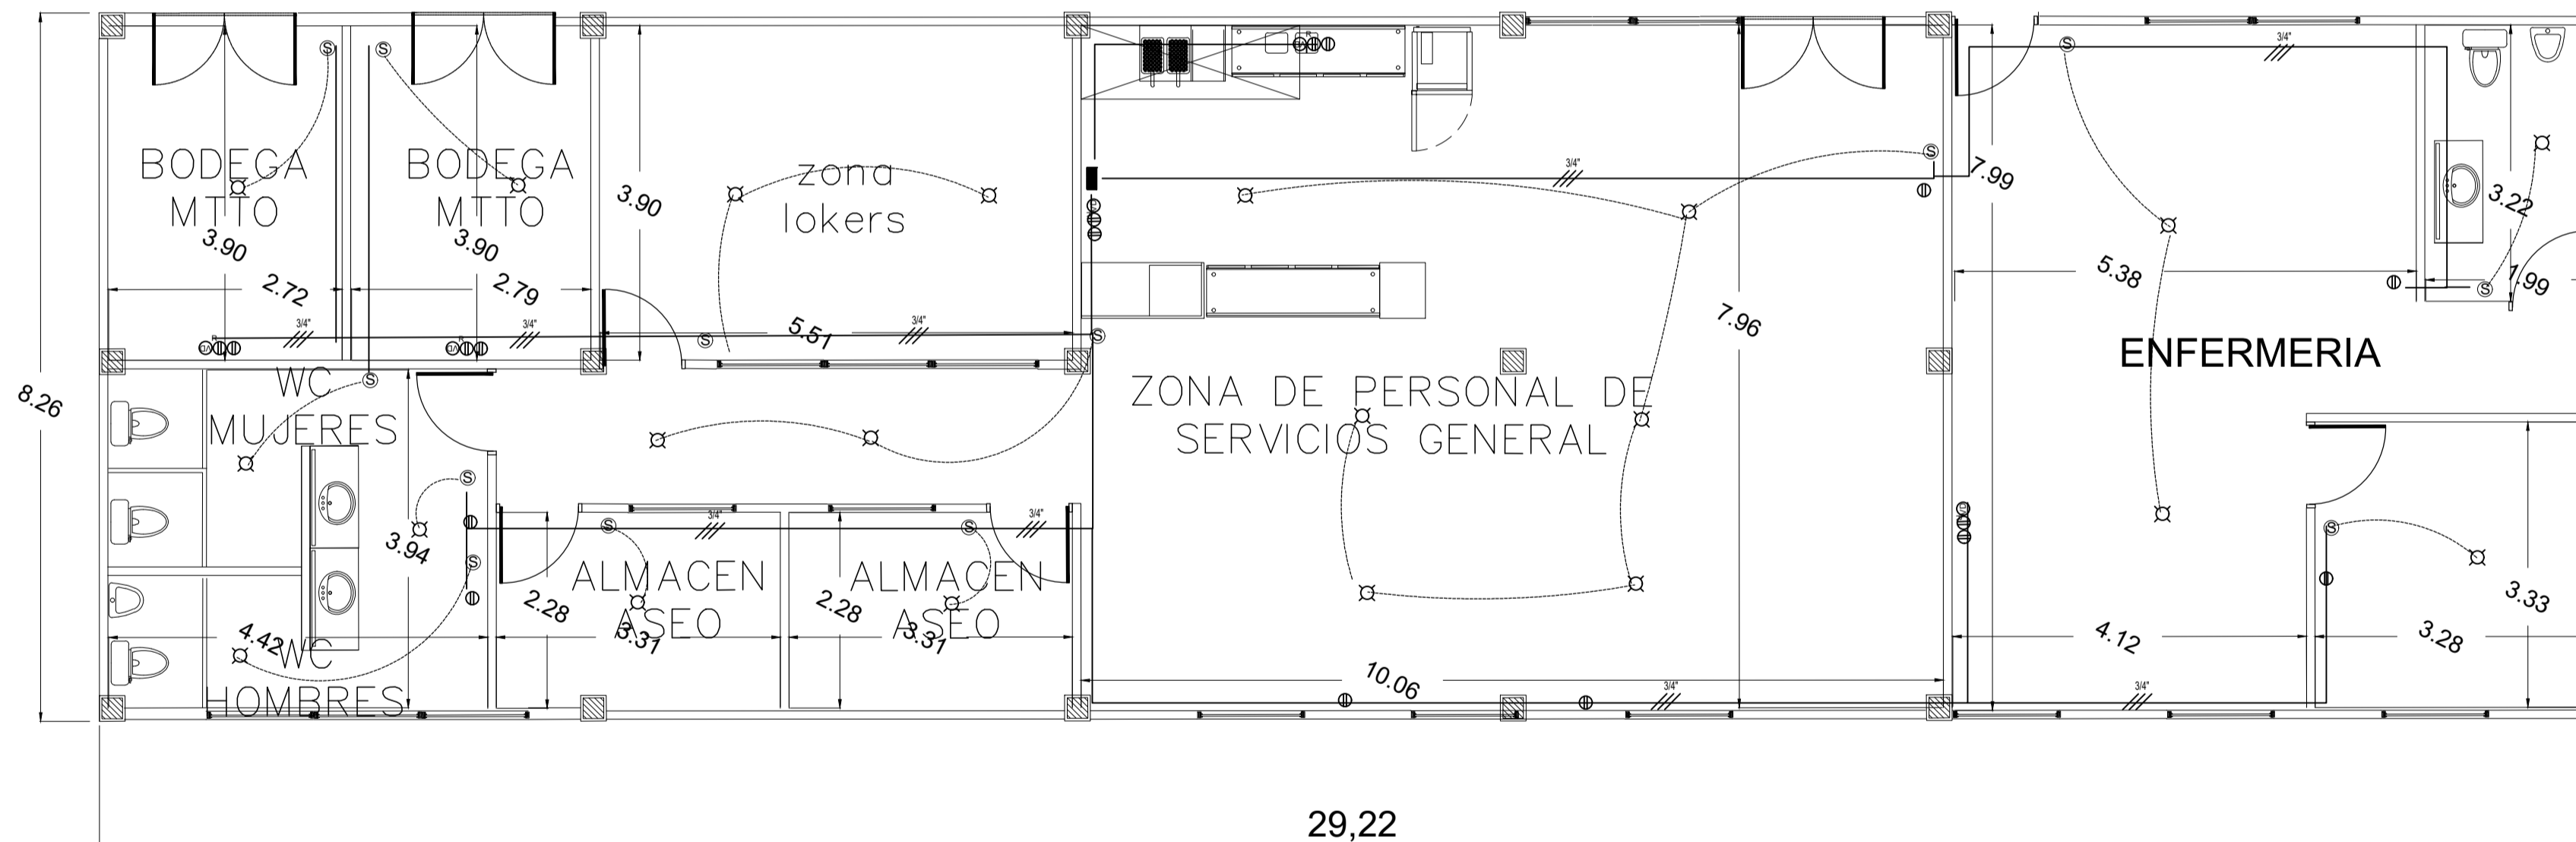 3/4"
BODEGA
MTTO
BODEGA
MTTO
zona
lokers
3/4"
7.99
3.22
3.90
3.90
3.90
2.72
2.79
5.38
1.99
3/4"
3/4"
5.51
3/4"
7.96
ENFERMERIA
8.26
WC
MUJERES
ZONA DE PERSONAL DE
SERVICIOS GENERAL
3/4"
3/4"
3.94
ALMACEN
ASEO
ALMACEN
ASEO
2.28
2.28
3.33
4.42
3.31
3.31
4.12
3.28
WC
HOMBRES
10.06
3/4"
3/4"
29,22